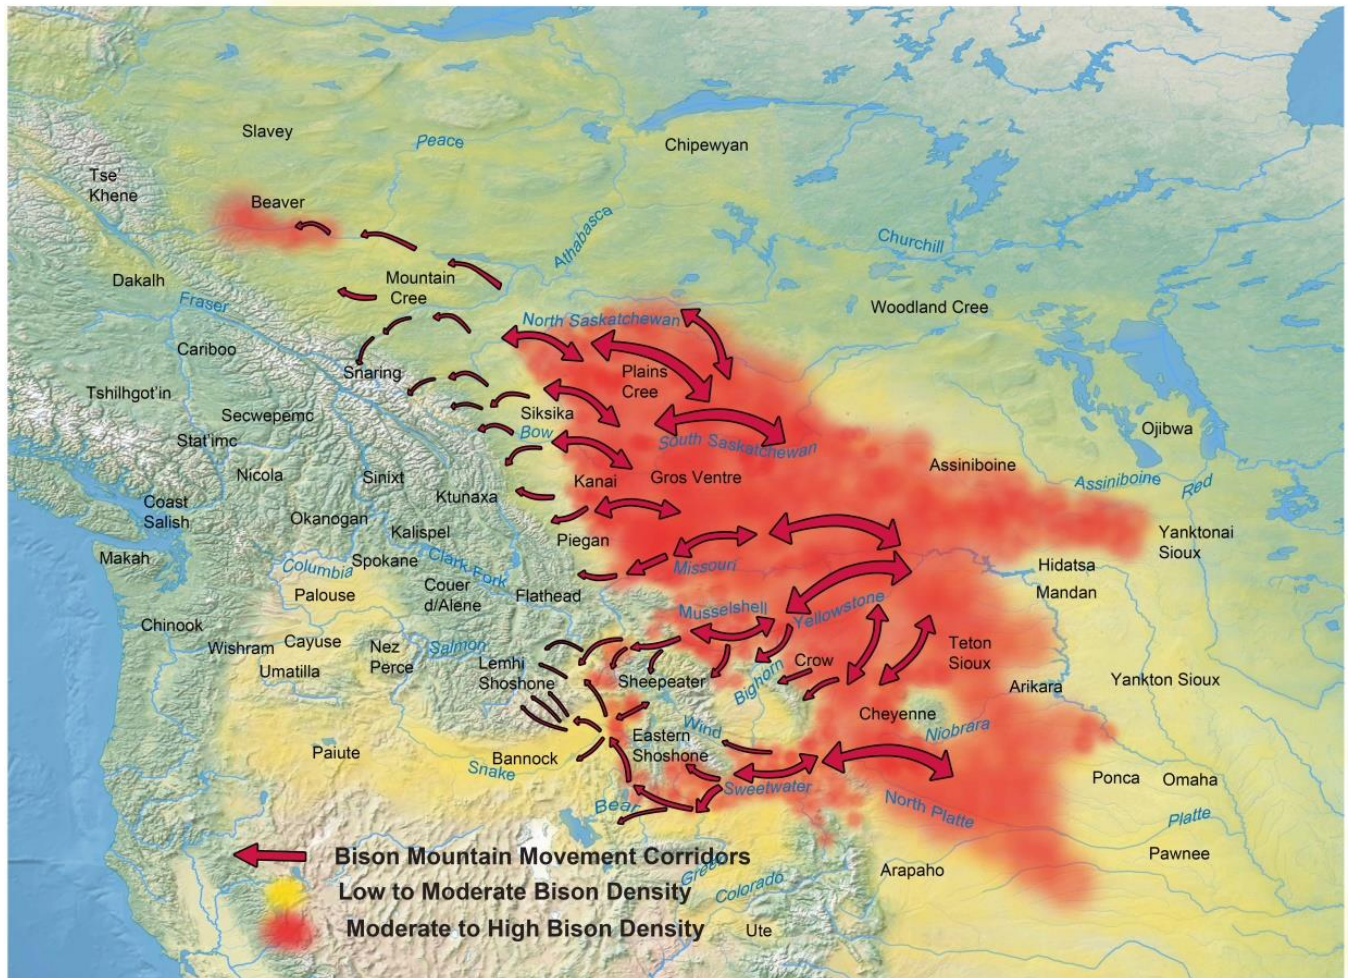 Slavey
Peace
Chipewyan
Tse'
Khene
Beaver
Athabasca
Churchill
Dakalh
Mountain
Cree
Fraser
Woodland Cree
North Saskatchewan
Cariboo
Snaring
Plains
Cree
Tshilhgot'in
Secwepemc
Siksika
Bow
South Saskatchewan
Ojibwa
Stat'imc
Assiniboine
Nicola
Sinixt
Ktunaxa
Kanai
Gros Ventre
Assiniboine
Red
Coast
Salish
Okanogan
Kalispel
Piegan
Yanktonai
Sioux
Makah
Spokane
Clark Fork
Missouri
Hidatsa
Columbia
Palouse
Couer
d/Alene
Flathead
Mandan
Musselshell
Yellowstone
Chinook
Wishram
Cayuse
Nez
Perce
Salmon
Umatilla
Teton
Sioux
Lemhi
Shoshone
Sheepeater
Bighorn
Crow
Arikara
Yankton Sioux
Cheyenne
Niobrara
Wind
Eastern
Shoshone
Paiute
Bannock
Snake
Sweetwater
Ponca
Omaha
Bear
North Platte
Platte
Pawnee
Bison Mountain Movement Corridors
Green
Arapaho
Low to Moderate Bison Density
Colorado
Moderate to High Bison Density
Ute